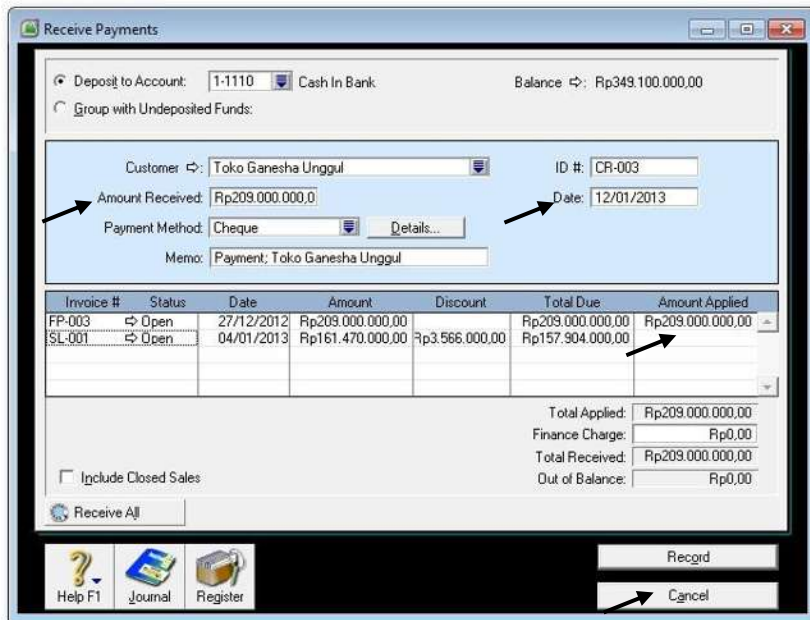 Receive Payments
Deposit to Account: 1-1110 Cash In Bank Balance ⇨: Rp349.100.000,00
Group with Undeposited Funds:
Customer ⇨: Toko Ganesha Unggul ID #: CR-003
Amount Received: Rp209.000.000,0 Date: 12/01/2013
Payment Method: Cheque Details...
Memo: Payment; Toko Ganesha Unggul
Invoice # Status Date Amount Discount Total Due Amount Applied
FP-003 ⇨ Open 27/12/2012 Rp209.000.000,00 Rp209.000.000,00 Rp209.000.000,00
SL-001 ⇨ Open 04/01/2013 Rp161.470.000,00 Rp3.566.000,00 Rp157.904.000,00
Total Applied: Rp209.000.000,00
Finance Charge: Rp0,00
Total Received: Rp209.000.000,00
Include Closed Sales Out of Balance: Rp0,00
Receive All
Record
Help F1 Journal Register Cancel